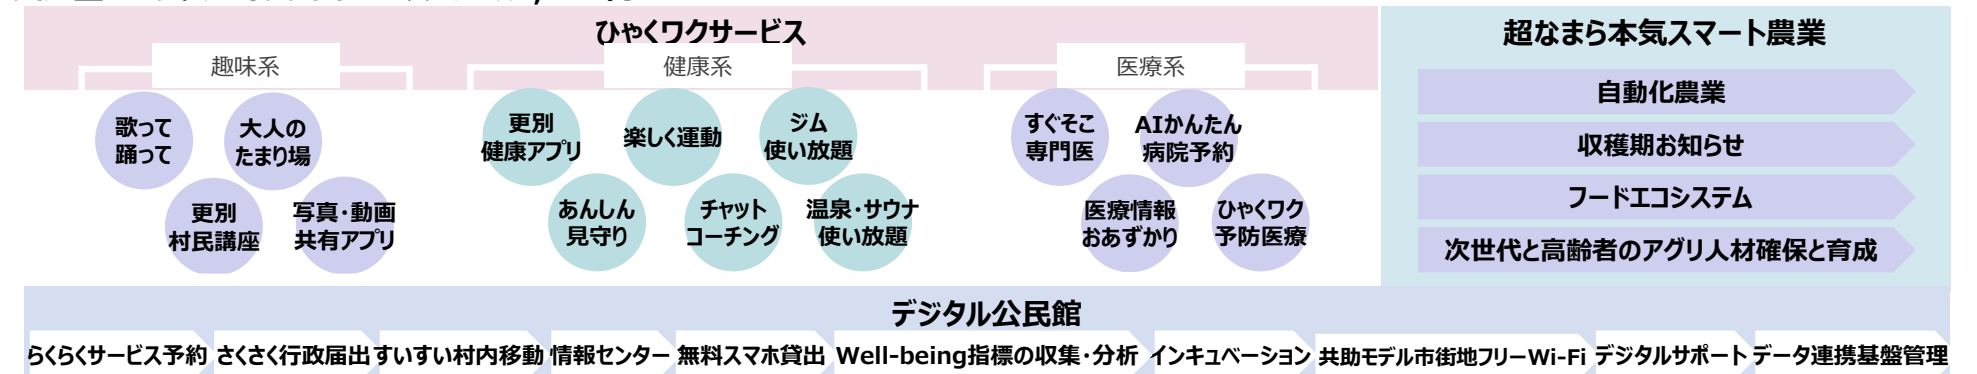 ひゃくワクサービス
趣味系
歌って
踊って
大人の
たまり場
更別
村民講座
写真・動画
共有アプリ
健康系
更別
健康アプリ
楽しく運動
ジム
使い放題
あんしん
見守り
チャット
コーチング
温泉・サウナ
使い放題
医療系
すぐそこ
専門医
AIかんたん
病院予約
医療情報
おあずかり
ひゃくワク
予防医療
超なまら本気スマート農業
自動化農業
収穫期お知らせ
フードエコシステム
次世代と高齢者のアグリ人材確保と育成
デジタル公民館
らくらくサービス予約
さくさく行政届出
すいすい村内移動
情報センター
無料スマホ貸出
Well-being指標の収集・分析
インキュベーション
共助モデル市街地フリーWi-Fi
デジタルサポート
データ連携基盤管理